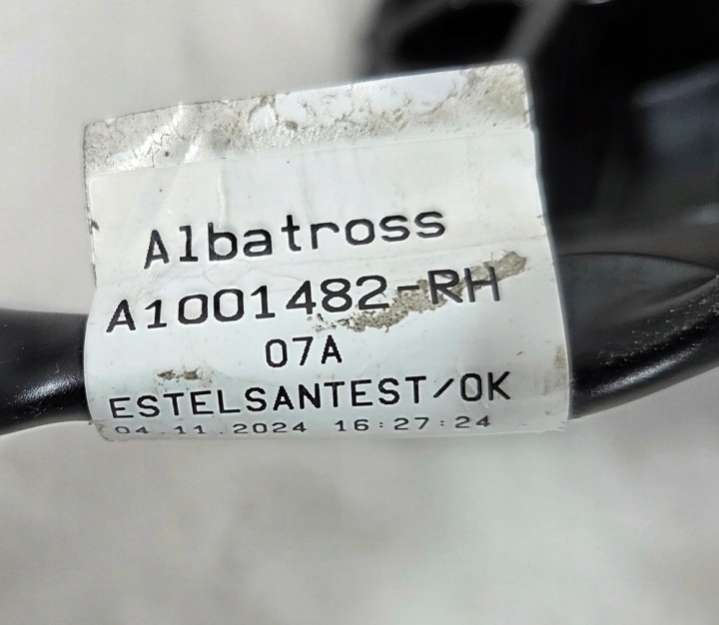 Albatross
A1001482-RH
07A
ESTELSANTEST/OK
04.11.2024 16:27:24